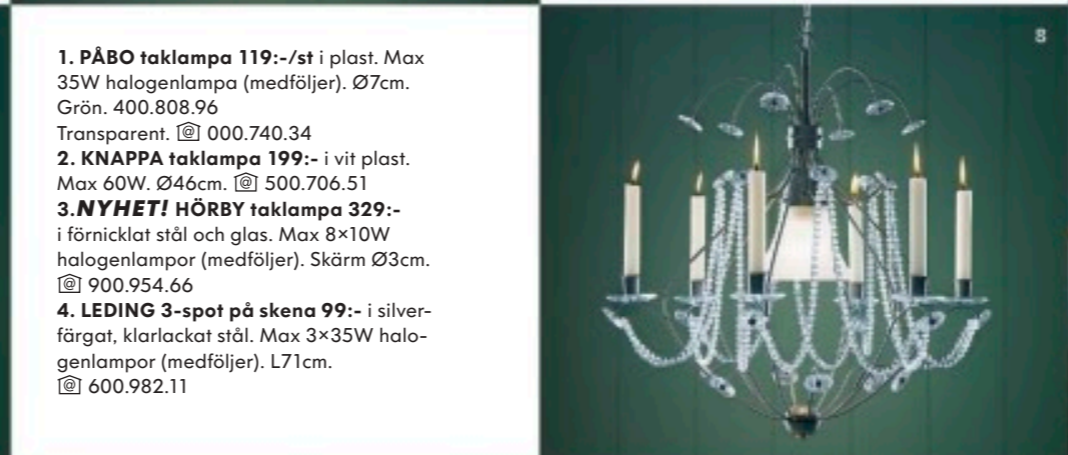 1. PÅBO taklampa 119:-/st i plast. Max
35W halogenlampa (medföljer). Ø7cm.
Grön. 400.808.96
Transparent. @ 000.740.34
2. KNAPPA taklampa 199:- i vit plast.
Max 60W. Ø46cm. @ 500.706.51
3.NYHET! HÖRBY taklampa 329:-
i förnicklat stål och glas. Max 8×10W
halogenlampor (medföljer). Skärm Ø3cm.
@ 900.954.66
4. LEDING 3-spot på skena 99:- i silver-
färgat, klarlackat stål. Max 3×35W halo-
genlampor (medföljer). L71cm.
@ 600.982.11
8